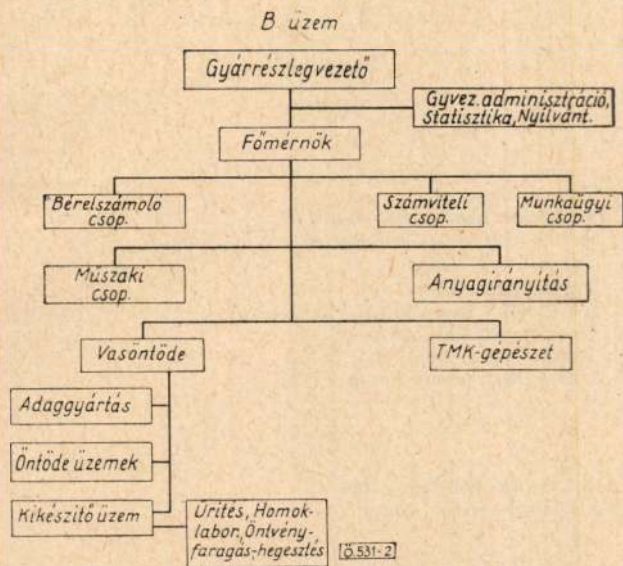 B üzem
Gyárrészlegvezető
Gyvez. adminisztráció,
Statisztika, Nyilvánt.
Főmérnök
Bérelszámoló
csop.
Számviteli
csop.
Munkaügyi
csop.
Műszaki
csop.
Anyagirányítás
Vasöntöde
TMK-gépészet
Adaggyártás
Öntöde üzemek
Kikészítő üzem
Ürítés, Homok-
labor., Öntvény-
faragás-hegesztés
Ö.531-2